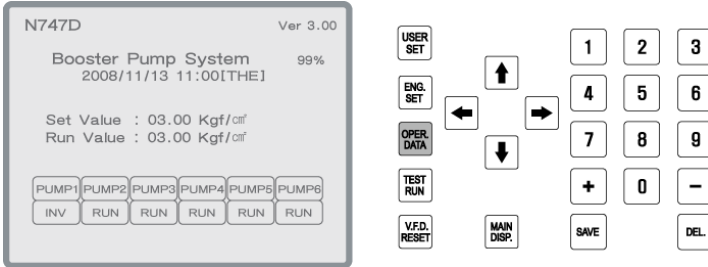 N747D Ver 3.00
Booster Pump System 99%
2008/11/13 11:00[THE]
Set Value : 03.00 Kgf/㎠
Run Value : 03.00 Kgf/㎠
PUMP1 PUMP2 PUMP3 PUMP4 PUMP5 PUMP6
INV RUN RUN RUN RUN RUN
USER SET
ENG. SET
OPER. DATA
TEST RUN
V.F.D. RESET
MAIN DISP.
1 2 3
4 5 6
7 8 9
+ 0 −
SAVE DEL.